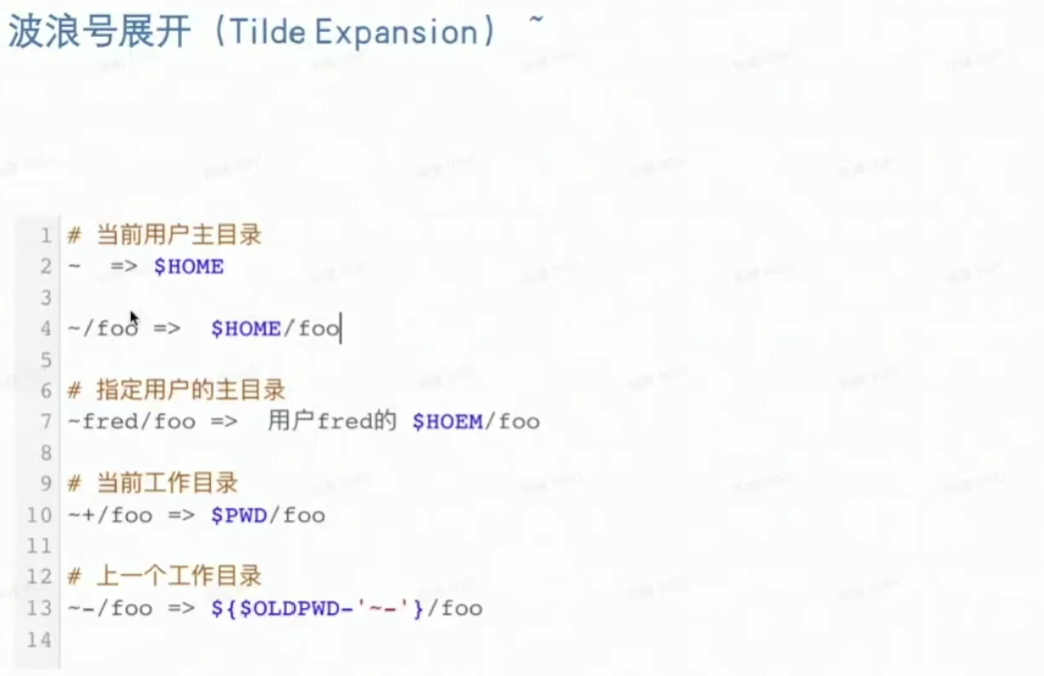 波浪号展开（Tilde Expansion） ~
1 # 当前用户主目录
2 ~  => $HOME
3
4 ~/foo =>  $HOME/foo
5
6 # 指定用户的主目录
7 ~fred/foo =>  用户fred的 $HOEM/foo
8
9 # 当前工作目录
10 ~+/foo => $PWD/foo
11
12 # 上一个工作目录
13 ~-/foo => ${$OLDPWD-'~-'}/foo
14